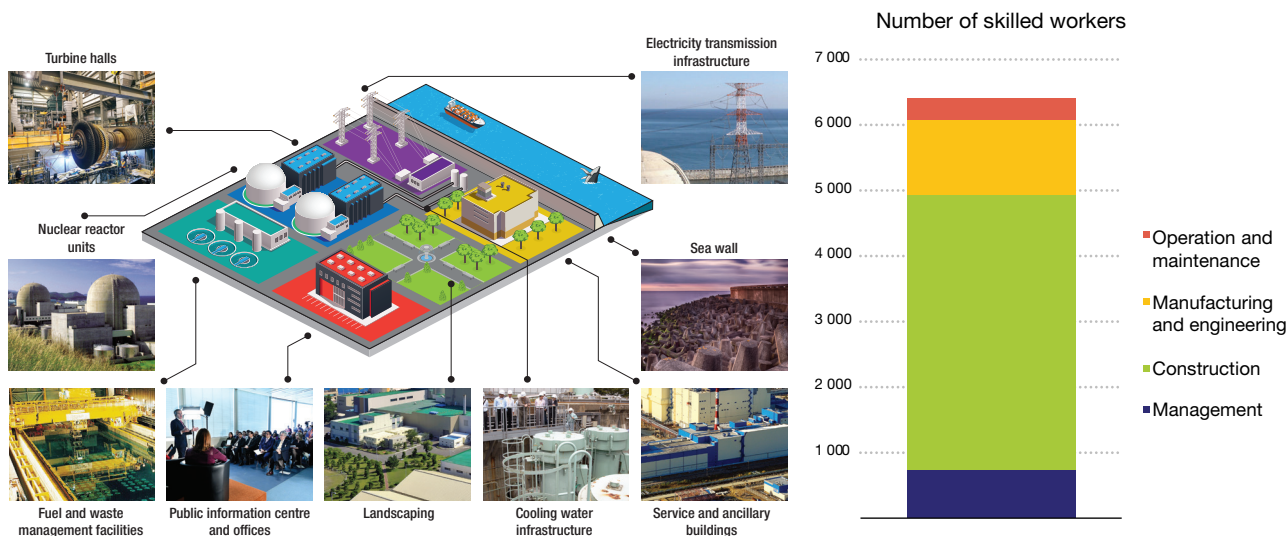 Turbine halls
Electricity transmission
infrastructure
Nuclear reactor
units
Sea wall
Fuel and waste
management facilities
Public information centre
and offices
Landscaping
Cooling water
infrastructure
Service and ancillary
buildings
Number of skilled workers
7 000
6 000
5 000
4 000
3 000
2 000
1 000
Operation and
maintenance
Manufacturing
and engineering
Construction
Management